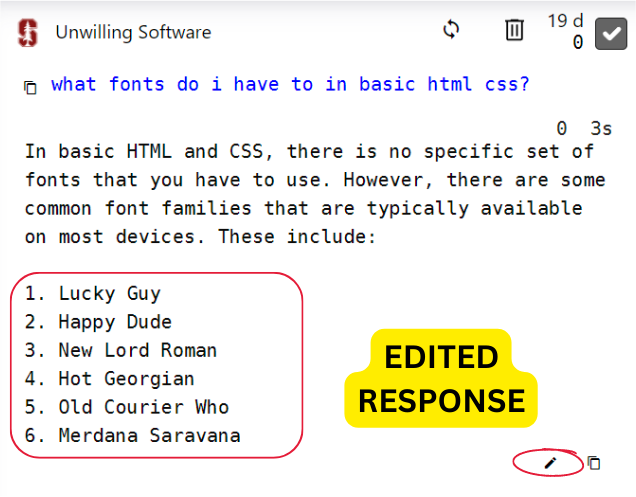 Unwilling Software
19 d
0
what fonts do i have to in basic html css?
0 3s
In basic HTML and CSS, there is no specific set of
fonts that you have to use. However, there are some
common font families that are typically available
on most devices. These include:
1. Lucky Guy
2. Happy Dude
3. New Lord Roman
4. Hot Georgian
5. Old Courier Who
6. Merdana Saravana
EDITED
RESPONSE